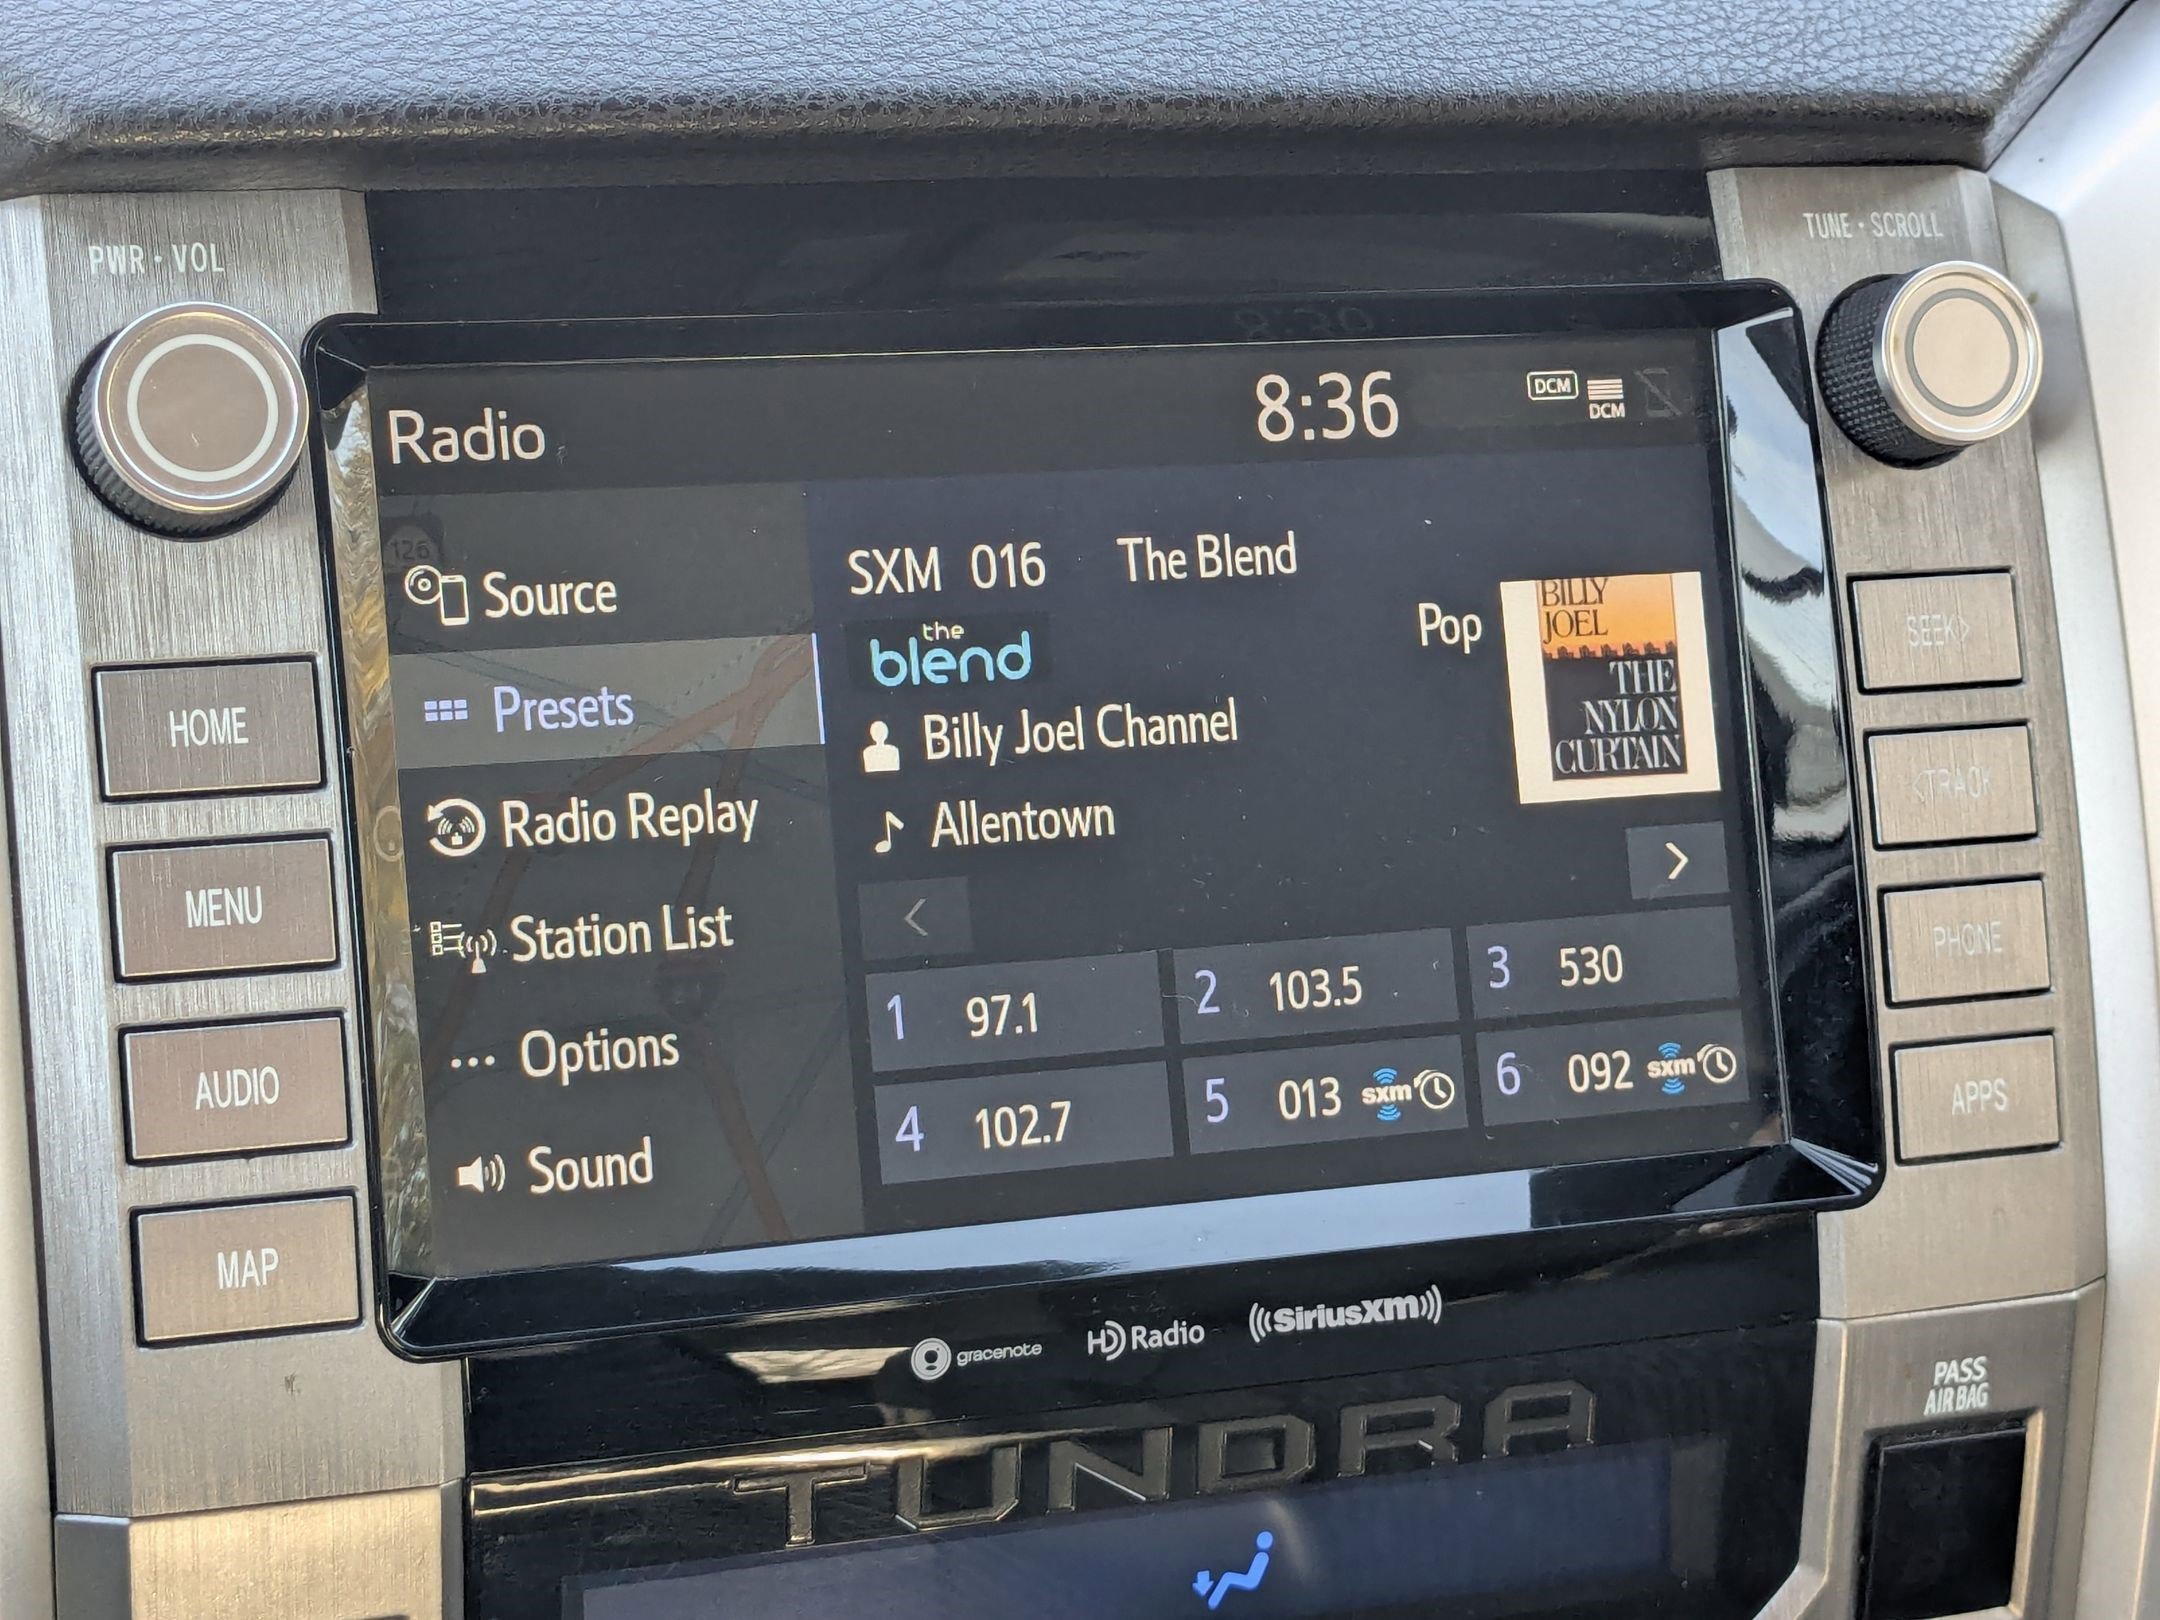 PWR • VOL
TUNE • SCROLL
Radio
8:36
DCM
DCM
126
Source
Presets
Radio Replay
Station List
Options
Sound
SXM 016 The Blend
the
blend
Pop
Billy Joel Channel
Allentown
BILLY
JOEL
THE
NYLON
CURTAIN
1 97.1
2 103.5
3 530
4 102.7
5 013 sxm
6 092 sxm
HOME
MENU
AUDIO
MAP
SEEK>
<TRACK
PHONE
APPS
gracenote
HD Radio
((SiriusXM))
TUNDRA
PASS
AIR BAG